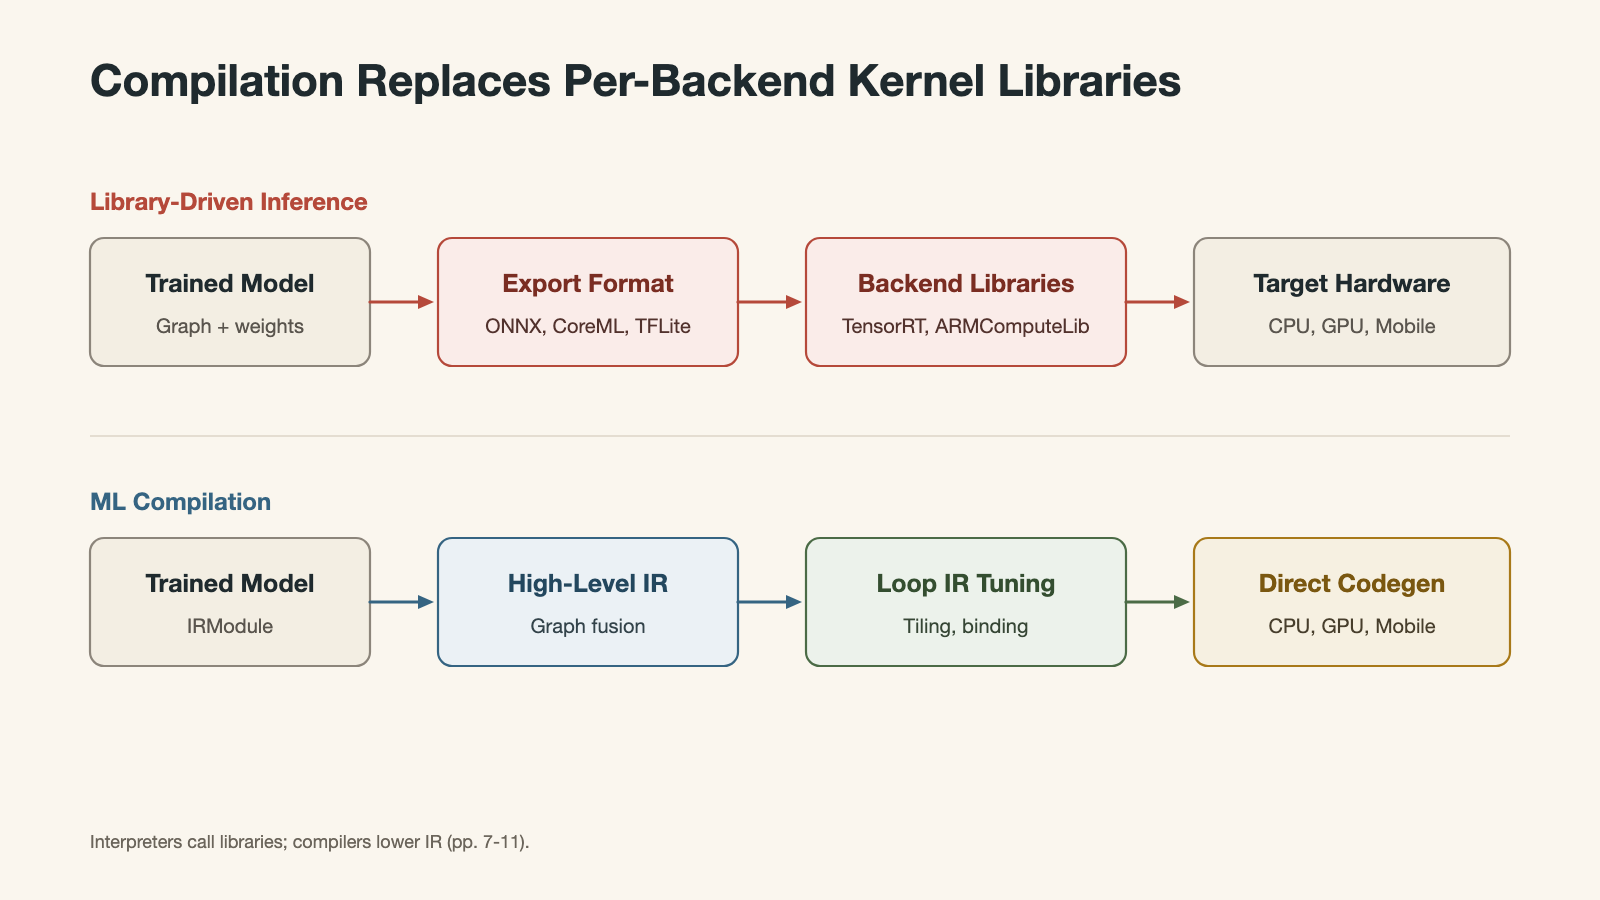 Compilation Replaces Per-Backend Kernel Libraries
Library-Driven Inference
Trained Model
Graph + weights
Export Format
ONNX, CoreML, TFLite
Backend Libraries
TensorRT, ARMComputeLib
Target Hardware
CPU, GPU, Mobile
ML Compilation
Trained Model
IRModule
High-Level IR
Graph fusion
Loop IR Tuning
Tiling, binding
Direct Codegen
CPU, GPU, Mobile
Interpreters call libraries; compilers lower IR (pp. 7-11).